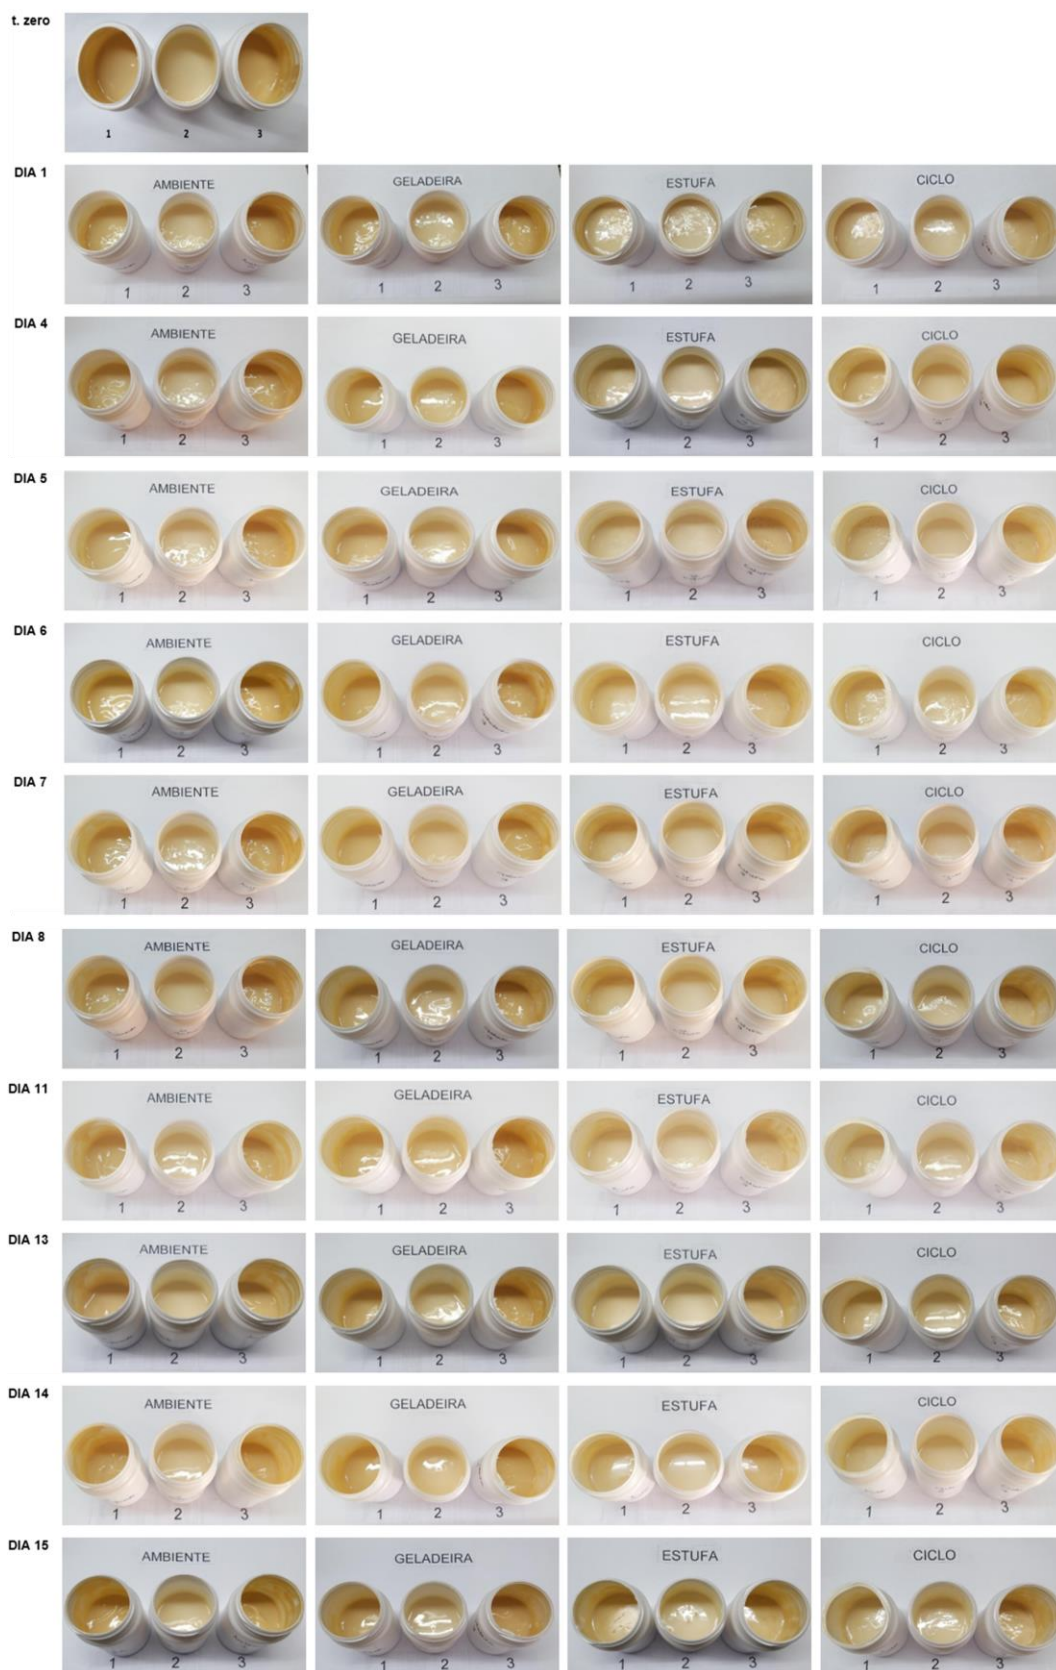 t. zero
1 2 3
DIA 1
AMBIENTE GELADEIRA ESTUFA CICLO
1 2 3 1 2 3 1 2 3 1 2 3
DIA 4
AMBIENTE GELADEIRA ESTUFA CICLO
1 2 3 1 2 3 1 2 3 1 2 3
DIA 5
AMBIENTE GELADEIRA ESTUFA CICLO
1 2 3 1 2 3 1 2 3 1 2 3
DIA 6
AMBIENTE GELADEIRA ESTUFA CICLO
1 2 3 1 2 3 1 2 3 1 2 3
DIA 7
AMBIENTE GELADEIRA ESTUFA CICLO
1 2 3 1 2 3 1 2 3 1 2 3
DIA 8
AMBIENTE GELADEIRA ESTUFA CICLO
1 2 3 1 2 3 1 2 3 1 2 3
DIA 11
AMBIENTE GELADEIRA ESTUFA CICLO
1 2 3 1 2 3 1 2 3 1 2 3
DIA 13
AMBIENTE GELADEIRA ESTUFA CICLO
1 2 3 1 2 3 1 2 3 1 2 3
DIA 14
AMBIENTE GELADEIRA ESTUFA CICLO
1 2 3 1 2 3 1 2 3 1 2 3
DIA 15
AMBIENTE GELADEIRA ESTUFA CICLO
1 2 3 1 2 3 1 2 3 1 2 3